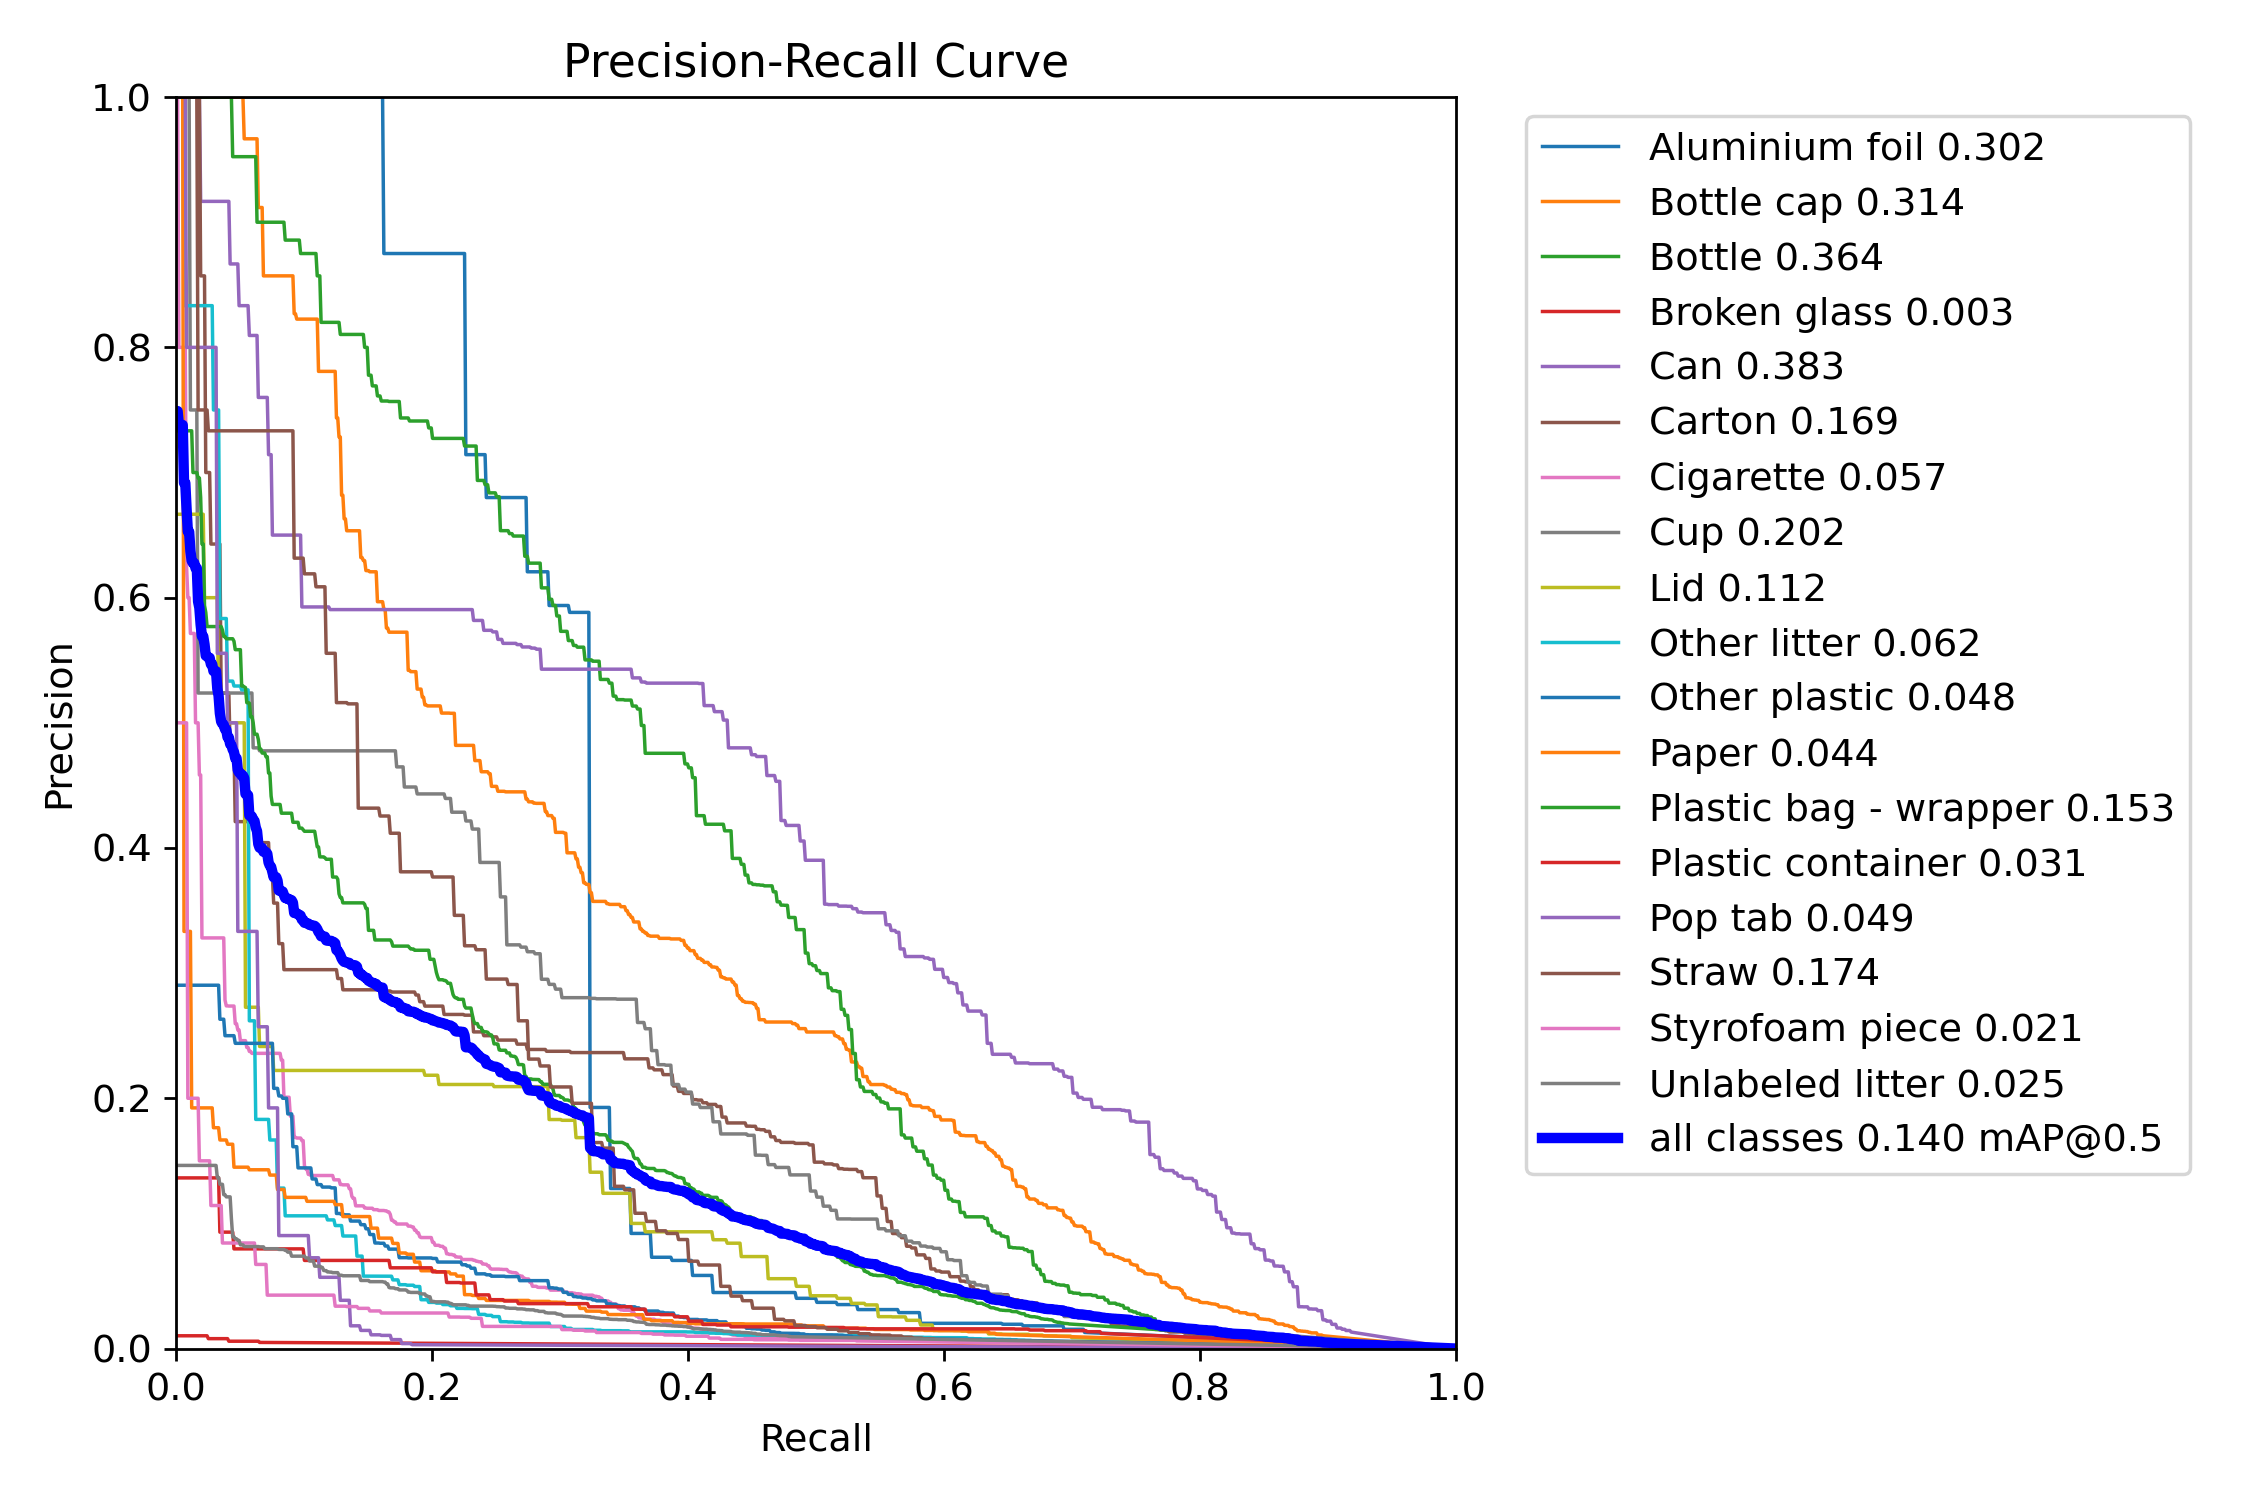 Precision-Recall Curve
1.0
0.8
0.6
0.4
0.2
0.0
Precision
0.0 0.2 0.4 0.6 0.8 1.0
Recall
Aluminium foil 0.302
Bottle cap 0.314
Bottle 0.364
Broken glass 0.003
Can 0.383
Carton 0.169
Cigarette 0.057
Cup 0.202
Lid 0.112
Other litter 0.062
Other plastic 0.048
Paper 0.044
Plastic bag - wrapper 0.153
Plastic container 0.031
Pop tab 0.049
Straw 0.174
Styrofoam piece 0.021
Unlabeled litter 0.025
all classes 0.140 mAP@0.5